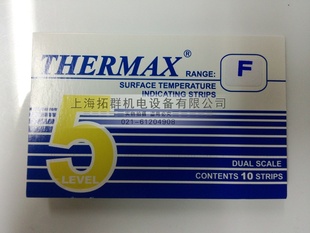 THERMAX®
RANGE: F
SURFACE TEMPERATURE
INDICATING STRIPS
上海拓群机电设备有限公司
021-61204908
5
LEVEL
DUAL SCALE
CONTENTS 10 STRIPS